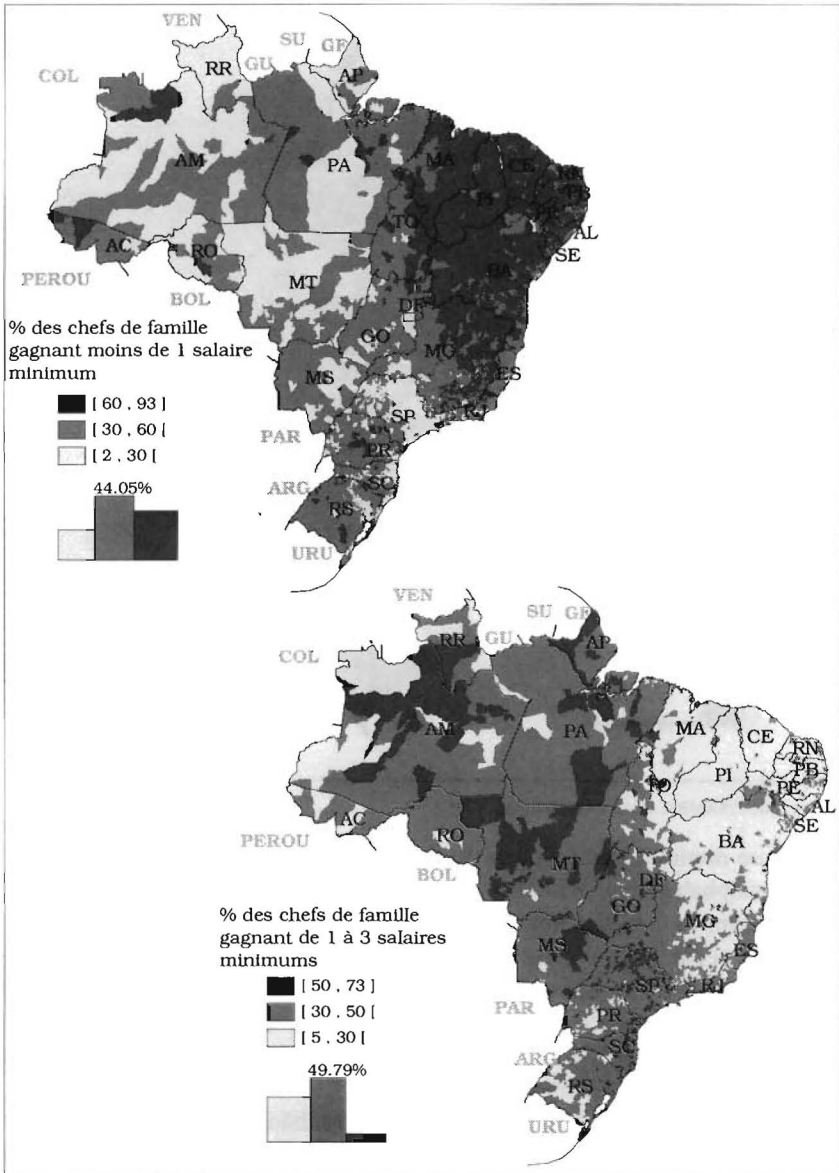 VEN
SU
GF
COL
RR
GU
AP
AM
PA
MA
CE
RN
PB
PI
PE
TO
AL
AC
RO
SE
PEROU
BA
MT
BOL
DF
% des chefs de famille
gagnant moins de 1 salaire
minimum
GO
MG
MS
ES
[ 60 , 93 ]
[ 30 , 60 [
[ 2 , 30 [
SP
RJ
PAR
PR
44.05%
ARG
SC
RS
URU
VEN
SU
GF
COL
RR
GU
AP
AM
PA
MA
CE
RN
PB
PI
PE
TO
AL
AC
SE
PEROU
RO
BA
BOL
MT
DF
GO
% des chefs de famille
gagnant de 1 à 3 salaires
minimums
MG
MS
ES
[ 50 , 73 ]
[ 30 , 50 [
[ 5 , 30 [
SP
RJ
PAR
PR
ARG
SC
49.79%
RS
URU